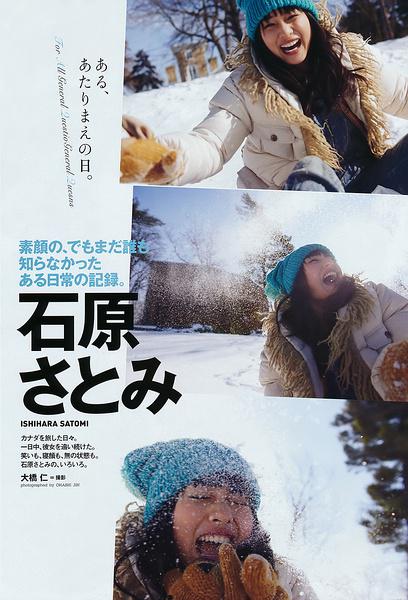 ある、
あたりまえの日。
素顔の、でもまだ誰も
知らなかった
ある日常の記録。
石原
さとみ
ISHIHARA SATOMI
カナダを旅した日々。
一日中、彼女を追い続けた。
笑いも、寝顔も、無の状態も。
石原さとみの、いろいろ。
大橋 仁=撮影
photographed by OHASHI JIN